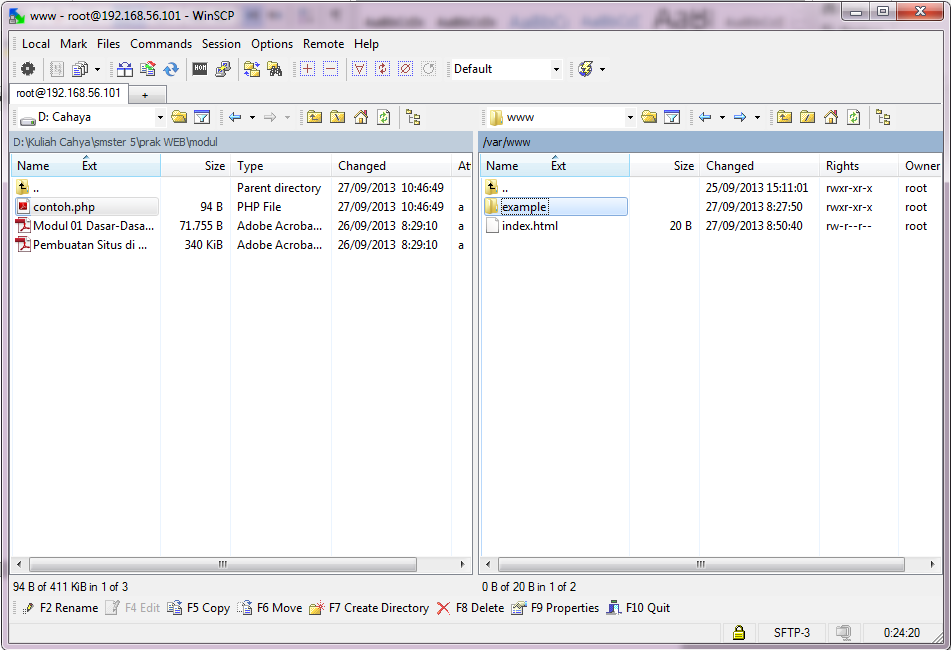 www - root@192.168.56.101 - WinSCP
Local Mark Files Commands Session Options Remote Help
Default
root@192.168.56.101 +
D: Cahaya
www
D:\Kuliah Cahya\smster 5\prak WEB\modul
/var/www
Name Ext Size Type Changed At
.. Parent directory 27/09/2013 10:46:49
contoh.php 94 B PHP File 27/09/2013 10:46:49 a
Modul 01 Dasar-Dasa... 71.755 B Adobe Acroba... 26/09/2013 8:29:10 a
Pembuatan Situs di ... 340 KiB Adobe Acroba... 26/09/2013 8:29:10 a
Name Ext Size Changed Rights Owner
.. 25/09/2013 15:11:01 rwxr-xr-x root
example 27/09/2013 8:27:50 rwxr-xr-x root
index.html 20 B 27/09/2013 8:50:40 rw-r--r-- root
94 B of 411 KiB in 1 of 3
0 B of 20 B in 1 of 2
F2 Rename F4 Edit F5 Copy F6 Move F7 Create Directory F8 Delete F9 Properties F10 Quit
SFTP-3 0:24:20